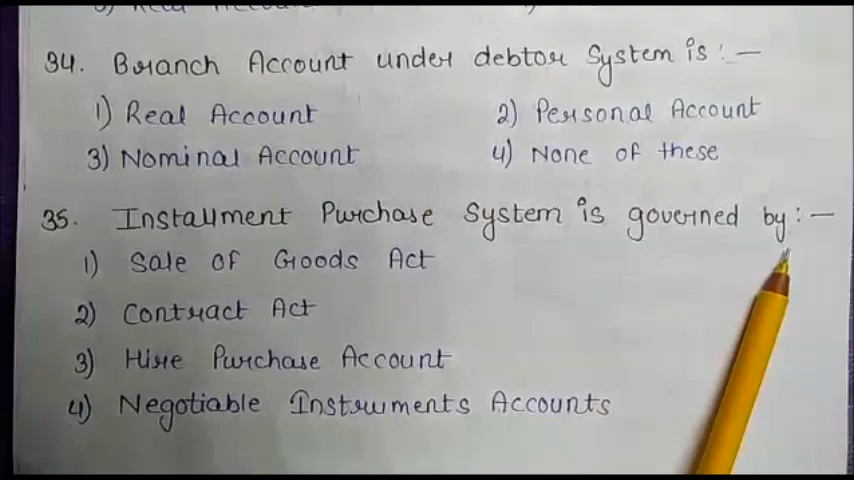 34. Branch Account under debtor System is : –
1) Real Account 2) Personal Account
3) Nominal Account 4) None of these
35. Installment Purchase System is governed by : –
1) Sale of Goods Act
2) Contract Act
3) Hire Purchase Account
4) Negotiable Instruments Accounts